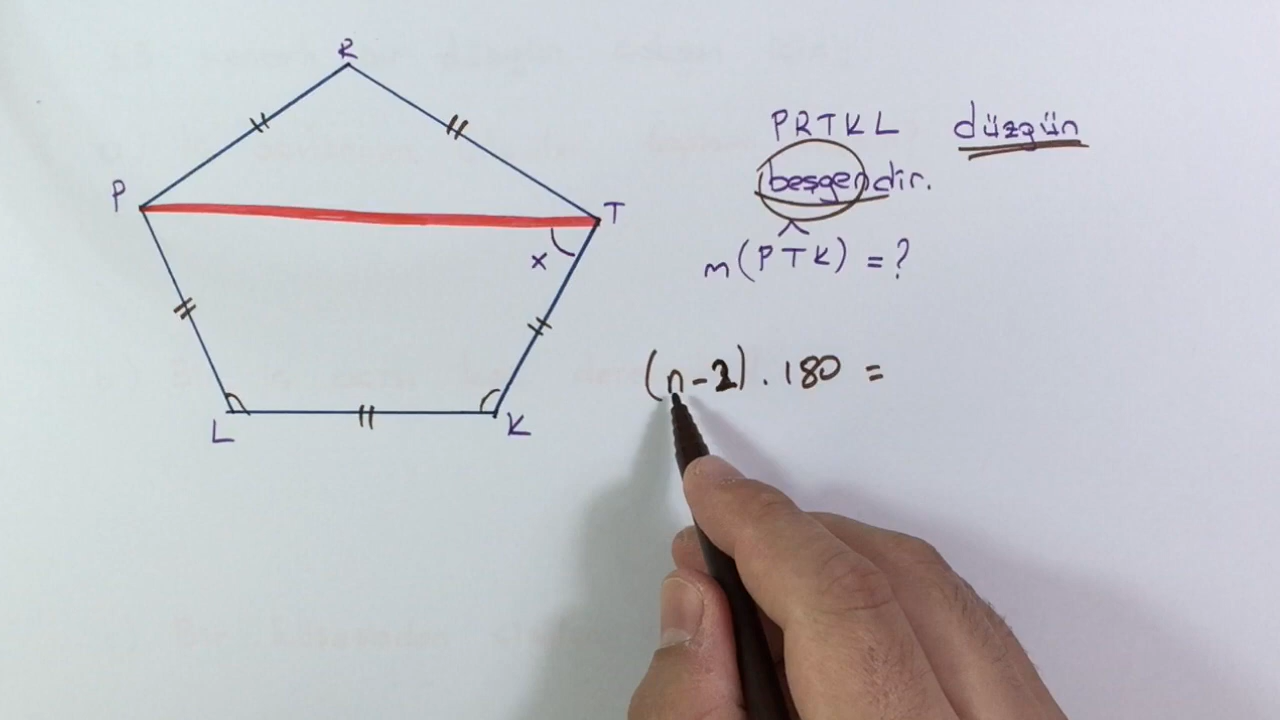 R
P
T
x
L
K
PRTKL düzgün
beşgendir.
m(PTK) = ?
(n-2).180 =